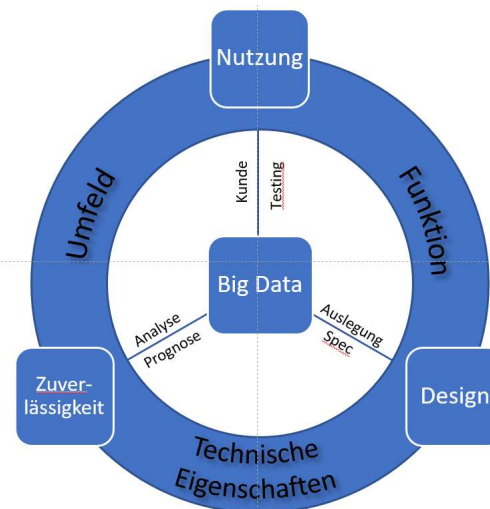 Nutzung
Umfeld
Funktion
Kunde
Testing
Big Data
Analyse
Prognose
Auslegung
Spec
Zuver-
lässigkeit
Design
Technische
Eigenschaften